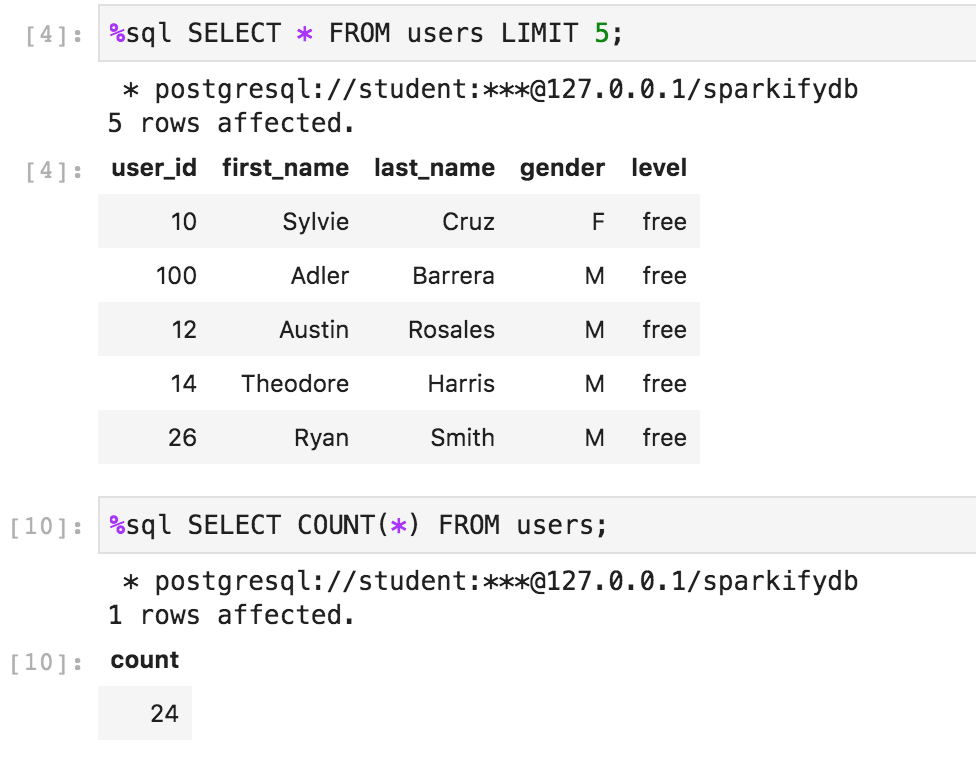 [4]: %sql SELECT * FROM users LIMIT 5;
* postgresql://student:***@127.0.0.1/sparkifydb
5 rows affected.
[4]: user_id first_name last_name gender level
10 Sylvie Cruz F free
100 Adler Barrera M free
12 Austin Rosales M free
14 Theodore Harris M free
26 Ryan Smith M free
[10]: %sql SELECT COUNT(*) FROM users;
* postgresql://student:***@127.0.0.1/sparkifydb
1 rows affected.
[10]: count
24